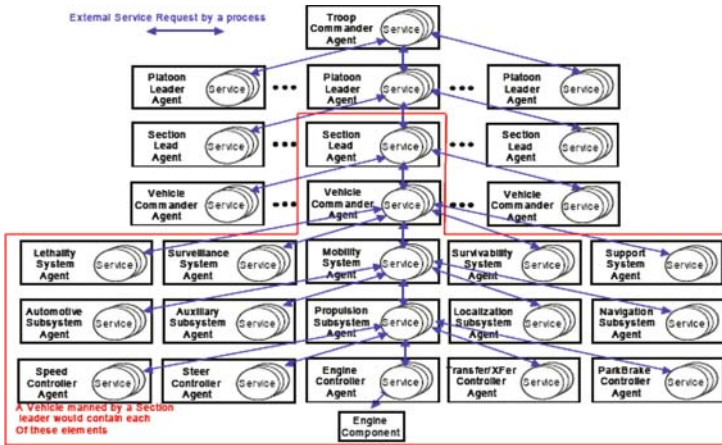 External Service Request by a process
Troop
Commander
Agent
Service
Platoon
Leader
Agent
Service
Platoon
Leader
Agent
Service
Platoon
Leader
Agent
Service
Section
Lead
Agent
Service
Section
Lead
Agent
Service
Section
Lead
Agent
Service
Vehicle
Commander
Agent
Service
Vehicle
Commander
Agent
Service
Vehicle
Commander
Agent
Service
Lethality
System
Agent
Service
Surveillance
System
Agent
Service
Mobility
System
Agent
Service
Survivability
System
Agent
Service
Support
System
Agent
Service
Automotive
Subsystem
Agent
Service
Auxiliary
Subsystem
Agent
Service
Propulsion
Subsystem
Agent
Service
Localization
Subsystem
Agent
Service
Navigation
Subsystem
Agent
Service
Speed
Controller
Agent
Service
Steer
Controller
Agent
Service
Engine
Controller
Agent
Service
Transfer/XFer
Controller
Agent
Service
ParkBrake
Controller
Agent
Service
A Vehicle manned by a Section
leader would contain each
Of these elements
Engine
Component